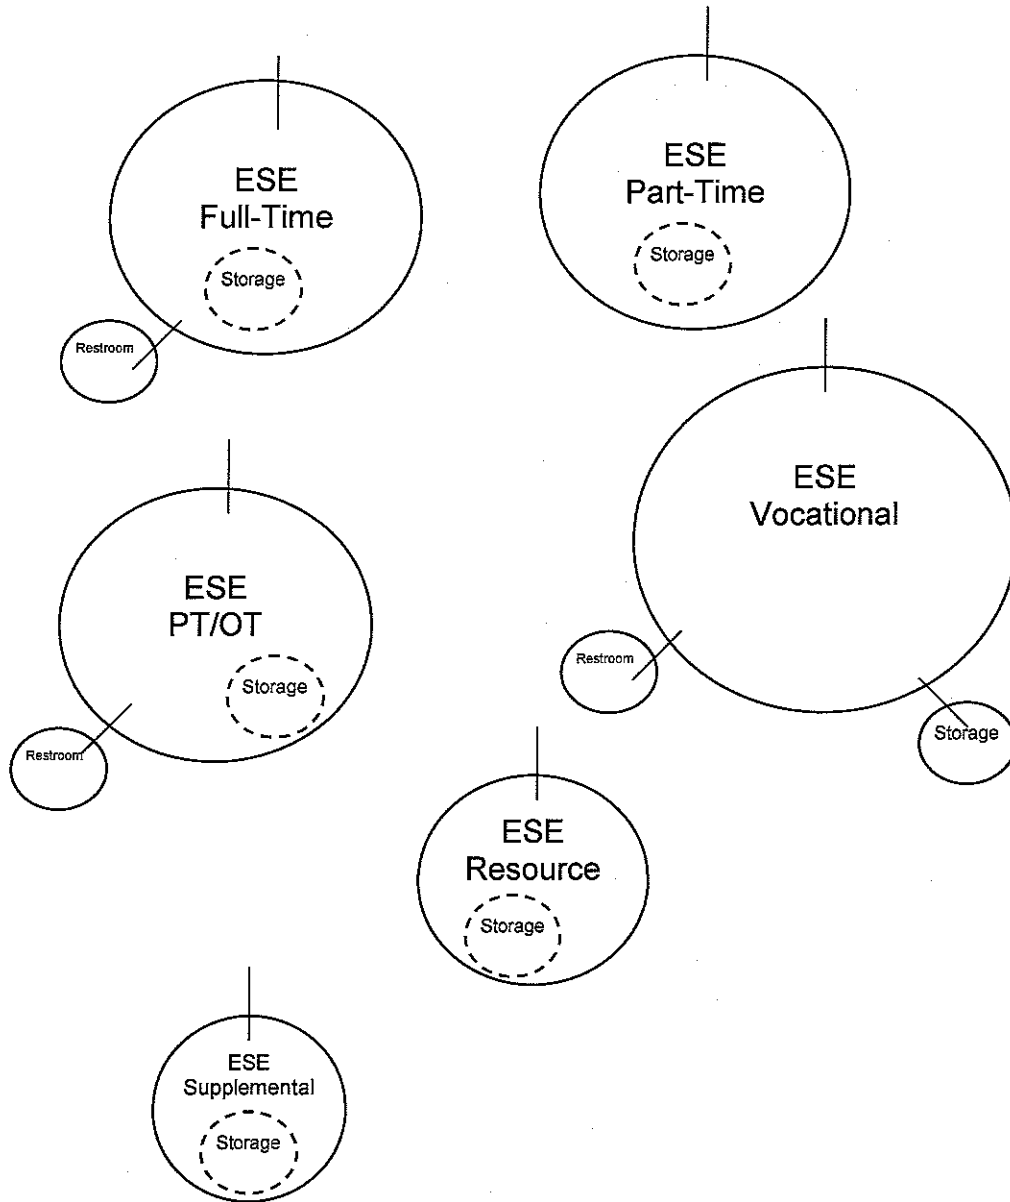 ESE
Full-Time
Storage
Restroom
ESE
Part-Time
Storage
ESE
Vocational
Restroom
Storage
ESE
PT/OT
Storage
Restroom
ESE
Resource
Storage
ESE
Supplemental
Storage